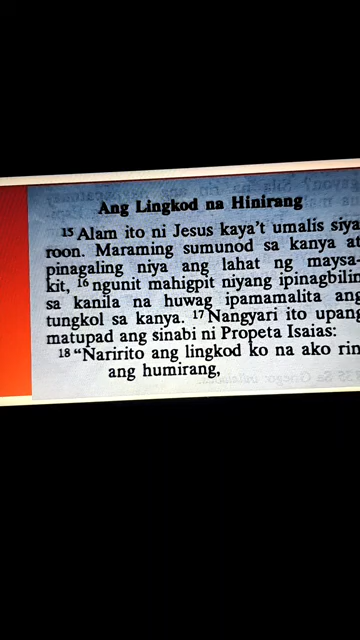 Ang Lingkod na Hinirang
15 Alam ito ni Jesus kaya't umalis siya
roon. Maraming sumunod sa kanya at
pinagaling niya ang lahat ng maysa-
kit, 16 ngunit mahigpit niyang ipinagbilin
sa kanila na huwag ipamamalita ang
tungkol sa kanya. 17 Nangyari ito upang
matupad ang sinabi ni Propeta Isaias:
18 "Naririto ang lingkod ko na ako rin
ang humirang,